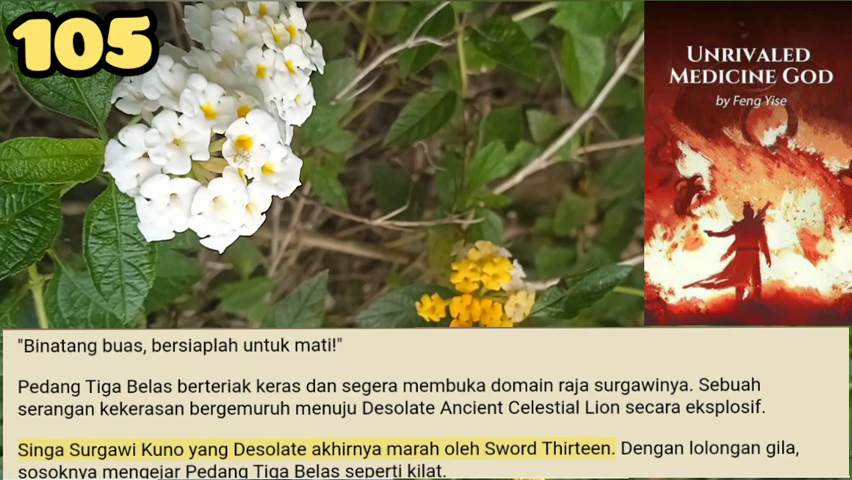 105
UNRIVALED
MEDICINE GOD
by Feng Yise
"Binatang buas, bersiaplah untuk mati!"
Pedang Tiga Belas berteriak keras dan segera membuka domain raja surgawinya. Sebuah
serangan kekerasan bergemuruh menuju Desolate Ancient Celestial Lion secara eksplosif.
Singa Surgawi Kuno yang Desolate akhirnya marah oleh Sword Thirteen. Dengan lolongan gila,
sosoknya mengejar Pedang Tiga Belas seperti kilat.